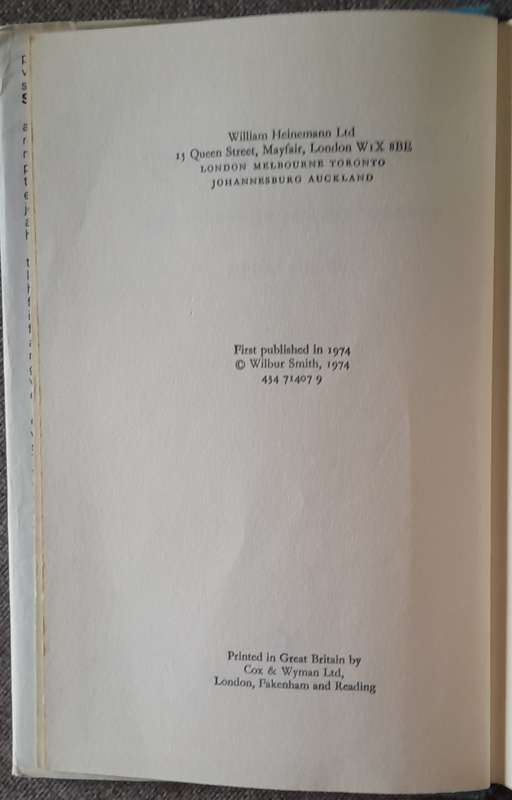 William Heinemann Ltd
15 Queen Street, Mayfair, London W1X 8BE
LONDON MELBOURNE TORONTO
JOHANNESBURG AUCKLAND
First published in 1974
© Wilbur Smith, 1974
434 71407 9
Printed in Great Britain by
Cox & Wyman Ltd,
London, Fakenham and Reading